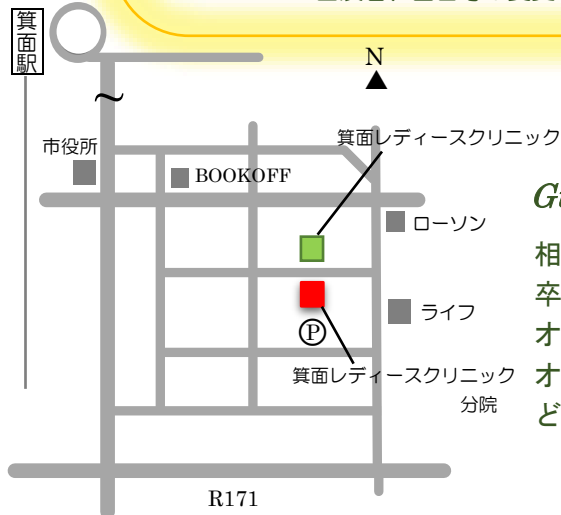 箕面駅
N
〜
市役所
箕面レディースクリニック
BOOKOFF
ローソン
ライフ
P
箕面レディースクリニック
分院
R171
相
卒
オ
オ
ど